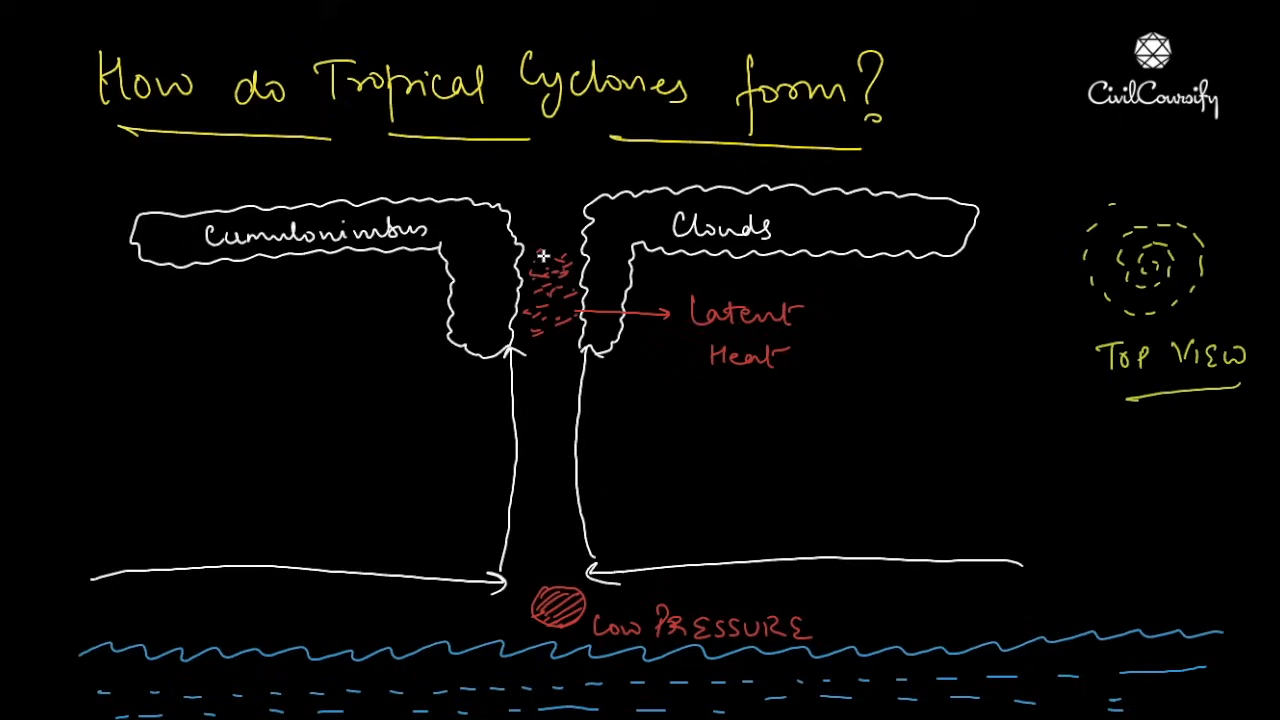 How do Tropical Cyclones form?
CivilCoursify
Cumulonimbus
Clouds
Latent
Heat
TOP VIEW
LOW PRESSURE